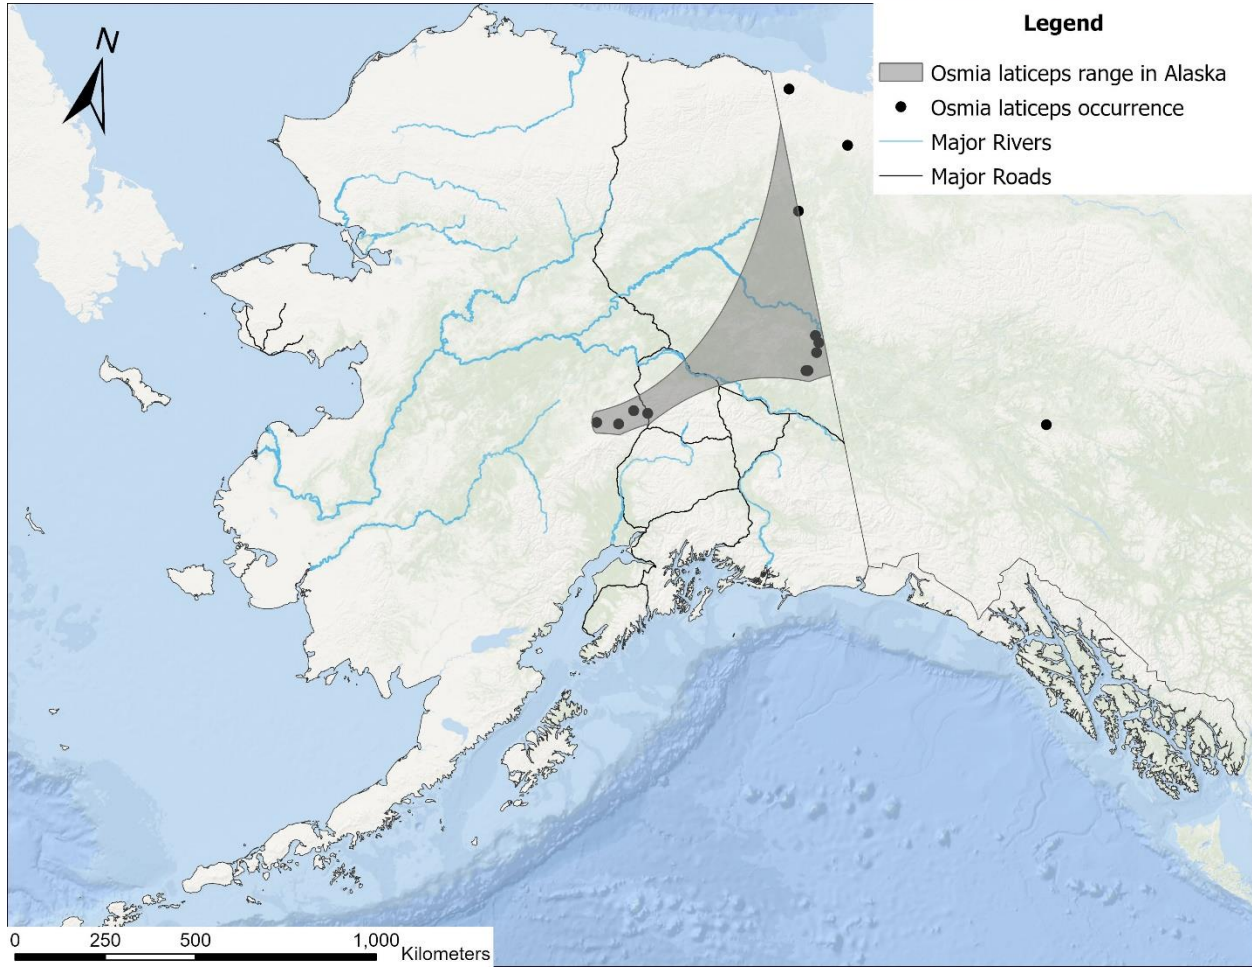 N
Legend
Osmia laticeps range in Alaska
Osmia laticeps occurrence
Major Rivers
Major Roads
0 250 500 1,000
Kilometers